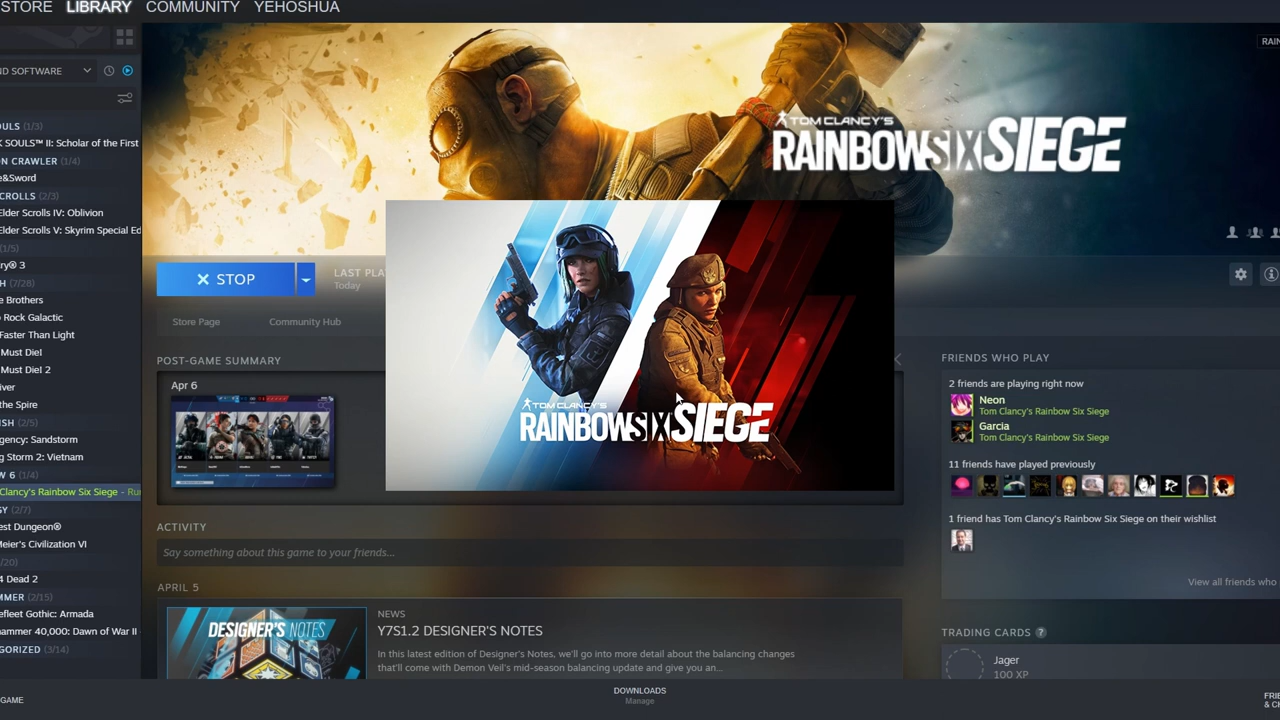 STORE LIBRARY COMMUNITY YEHOSHUA
ND SOFTWARE
OULS (1/3)
K SOULS™ II: Scholar of the First
ON CRAWLER (1/4)
e&Sword
SCROLLS (2/3)
Elder Scrolls IV: Oblivion
Elder Scrolls V: Skyrim Special Ed
(1/5)
ry® 3
H (7/28)
e Brothers
Rock Galactic
Faster Than Light
Must Die!
Must Die! 2
iver
the Spire
ISH (2/5)
gency: Sandstorm
g Storm 2: Vietnam
W 6 (1/4)
Clancy's Rainbow Six Siege - Ru
GY (2/7)
est Dungeon®
Meier's Civilization VI
/20)
4 Dead 2
MMER (2/15)
efleet Gothic: Armada
hammer 40,000: Dawn of War II
GORIZED (3/14)
GAME
RAIN
TOM CLANCY'S
RAINBOW SIX SIEGE
STOP
LAST PLA
Today
Store Page Community Hub
POST-GAME SUMMARY
Apr 6
TOM CLANCY'S
RAINBOW SIX SIEGE
ACTIVITY
Say something about this game to your friends...
APRIL 5
DESIGNER'S NOTES
NEWS
Y7S1.2 DESIGNER'S NOTES
In this latest edition of Designer's Notes, we'll go into more detail about the balancing changes
that'll come with Demon Veil's mid-season balancing update and give you an...
FRIENDS WHO PLAY
2 friends are playing right now
Neon
Tom Clancy's Rainbow Six Siege
Garcia
Tom Clancy's Rainbow Six Siege
11 friends have played previously
1 friend has Tom Clancy's Rainbow Six Siege on their wishlist
View all friends who
TRADING CARDS ?
Jager
100 XP
DOWNLOADS
Manage
FRIE
& CH